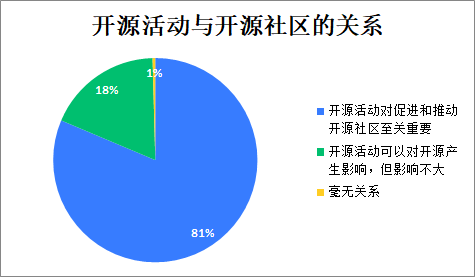 开源活动与开源社区的关系
1%
18%
81%
开源活动对促进和推动
开源社区至关重要
开源活动可以对开源产
生影响，但影响不大
毫无关系